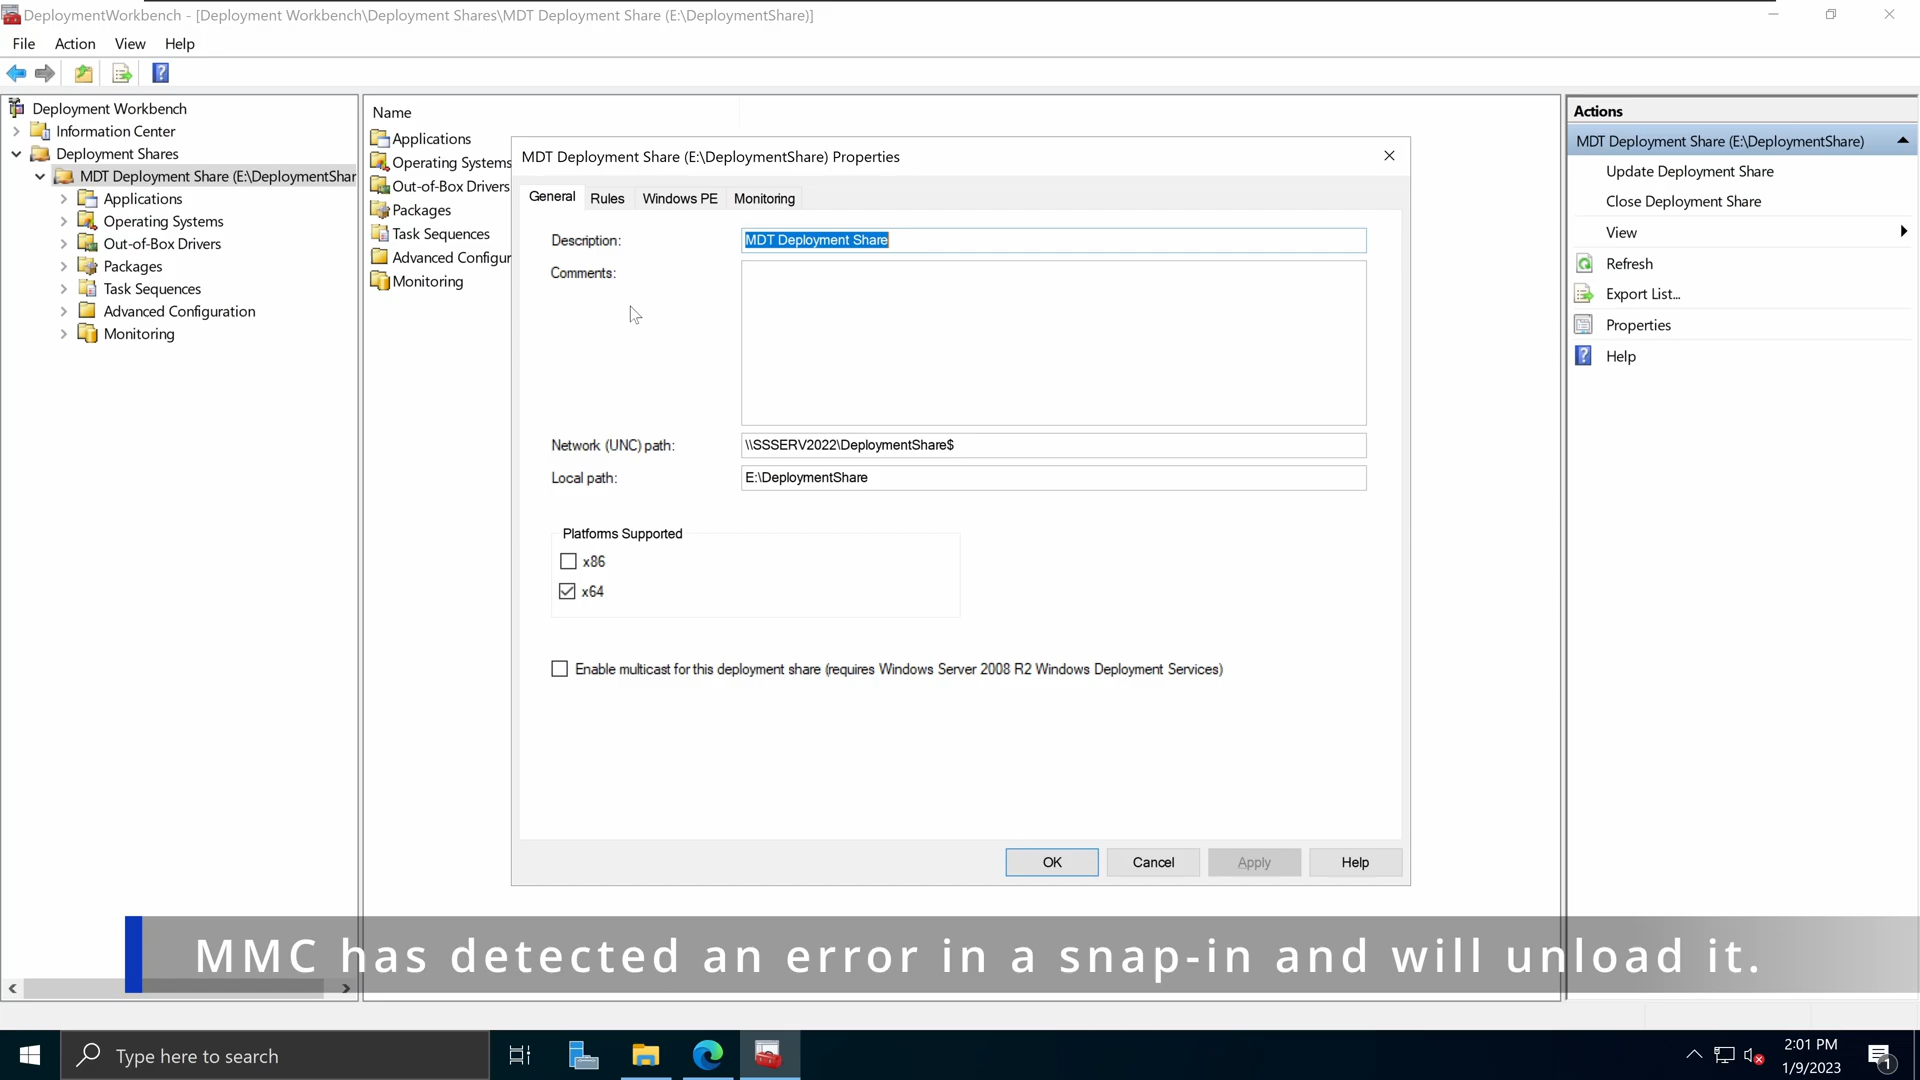 DeploymentWorkbench - [Deployment Workbench\Deployment Shares\MDT Deployment Share (E:\DeploymentShare)]
File Action View Help
Deployment Workbench
Information Center
Deployment Shares
MDT Deployment Share (E:\DeploymentShar
Applications
Operating Systems
Out-of-Box Drivers
Packages
Task Sequences
Advanced Configuration
Monitoring
Name
Applications
Operating Systems
Out-of-Box Drivers
Packages
Task Sequences
Advanced Configur
Monitoring
MDT Deployment Share (E:\DeploymentShare) Properties
General Rules Windows PE Monitoring
Description: MDT Deployment Share
Comments:
Network (UNC) path: \\SSSERV2022\DeploymentShare$
Local path: E:\DeploymentShare
Platforms Supported
x86
x64
Enable multicast for this deployment share (requires Windows Server 2008 R2 Windows Deployment Services)
OK Cancel Apply Help
Actions
MDT Deployment Share (E:\DeploymentShare)
Update Deployment Share
Close Deployment Share
View
Refresh
Export List...
Properties
Help
MMC has detected an error in a snap-in and will unload it.
Type here to search
2:01 PM
1/9/2023
1